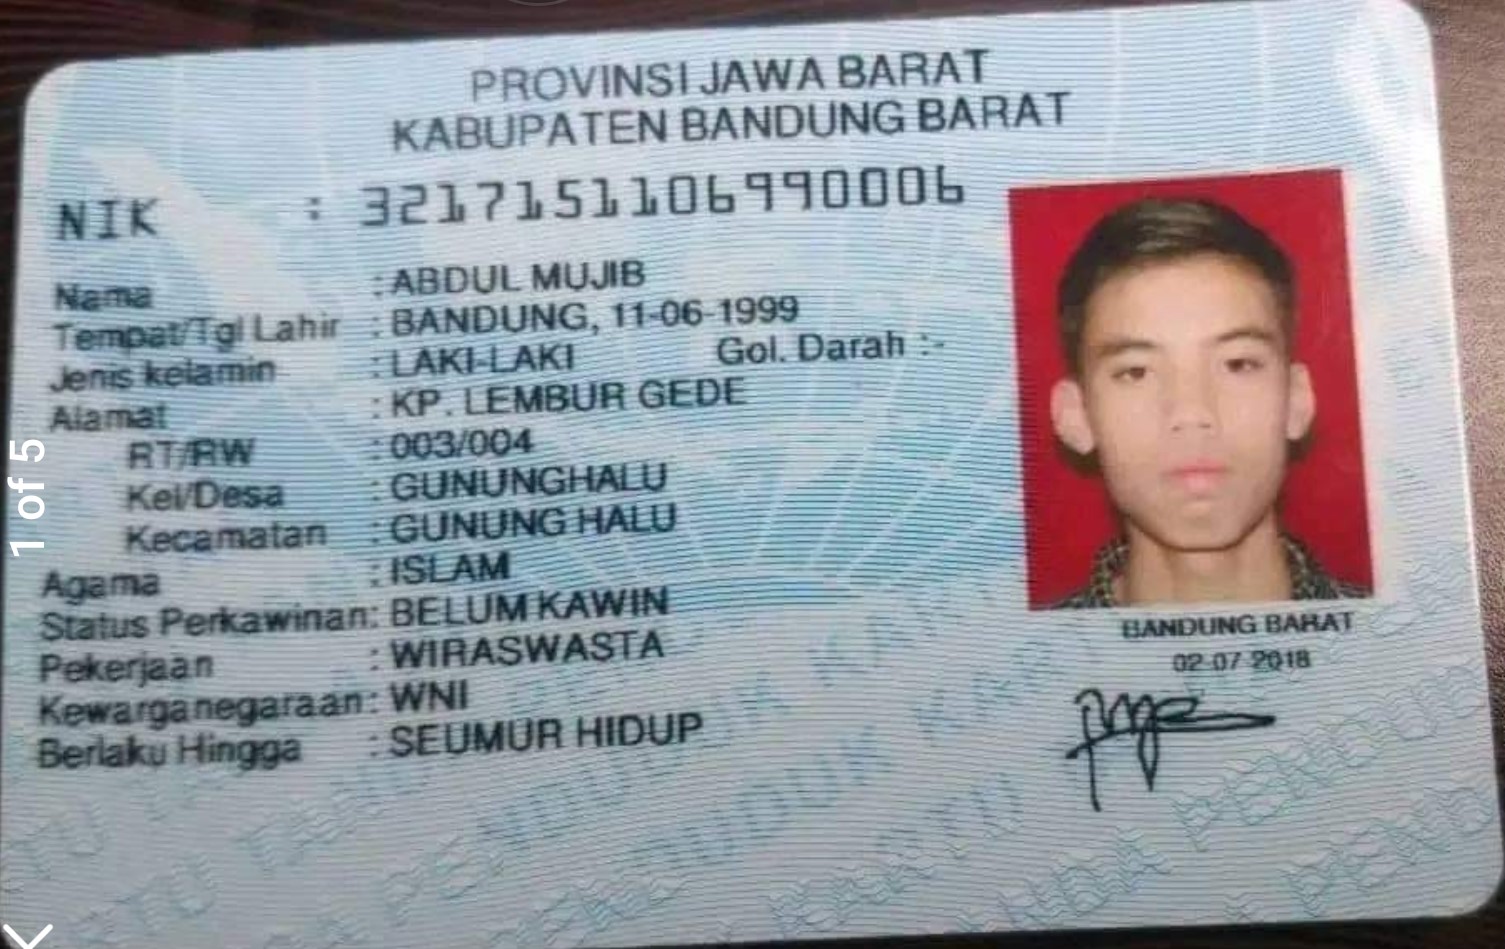 PROVINSI JAWA BARAT
KABUPATEN BANDUNG BARAT
NIK : 3217151106990006
Nama : ABDUL MUJIB
Tempat/Tgl Lahir : BANDUNG, 11-06-1999
Jenis kelamin : LAKI-LAKI Gol. Darah :-
Alamat : KP. LEMBUR GEDE
RT/RW : 003/004
Kel/Desa : GUNUNGHALU
Kecamatan : GUNUNG HALU
Agama : ISLAM
Status Perkawinan: BELUM KAWIN
Pekerjaan : WIRASWASTA
Kewarganegaraan: WNI
Berlaku Hingga : SEUMUR HIDUP
BANDUNG BARAT
02-07-2018
1 of 5